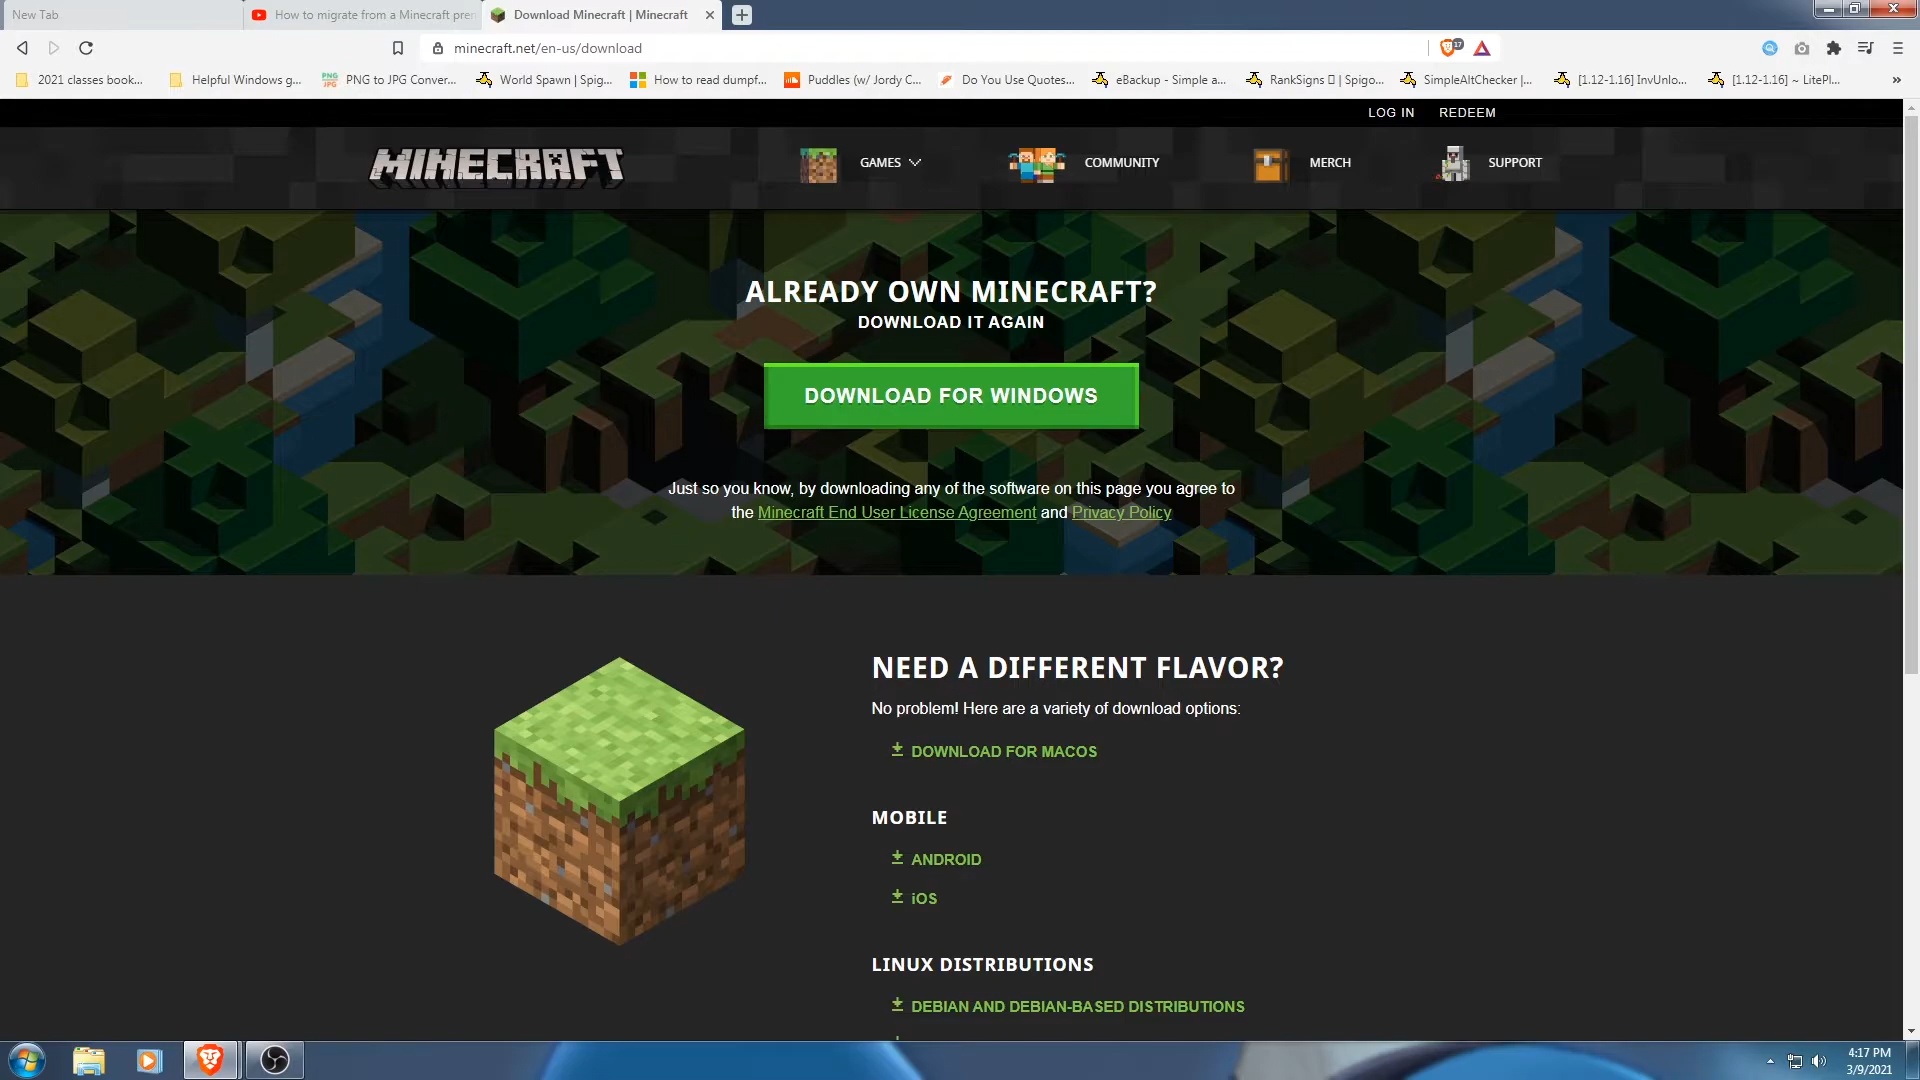 New Tab
How to migrate from a Minecraft pren
Download Minecraft | Minecraft
minecraft.net/en-us/download
17
2021 classes book...
Helpful Windows g...
PNG JPG
PNG to JPG Conver...
World Spawn | Spig...
How to read dumpf...
Puddles (w/ Jordy C...
Do You Use Quotes...
eBackup - Simple a...
RankSigns ▯ | Spigo...
SimpleAltChecker |...
[1.12-1.16] InvUnlo...
[1.12-1.16] ~ LitePl...
LOG IN
REDEEM
MINECRAFT
GAMES
COMMUNITY
MERCH
SUPPORT
ALREADY OWN MINECRAFT?
DOWNLOAD IT AGAIN
DOWNLOAD FOR WINDOWS
Just so you know, by downloading any of the software on this page you agree to
the Minecraft End User License Agreement and Privacy Policy
NEED A DIFFERENT FLAVOR?
No problem! Here are a variety of download options:
DOWNLOAD FOR MACOS
MOBILE
ANDROID
iOS
LINUX DISTRIBUTIONS
DEBIAN AND DEBIAN-BASED DISTRIBUTIONS
4:17 PM
3/9/2021